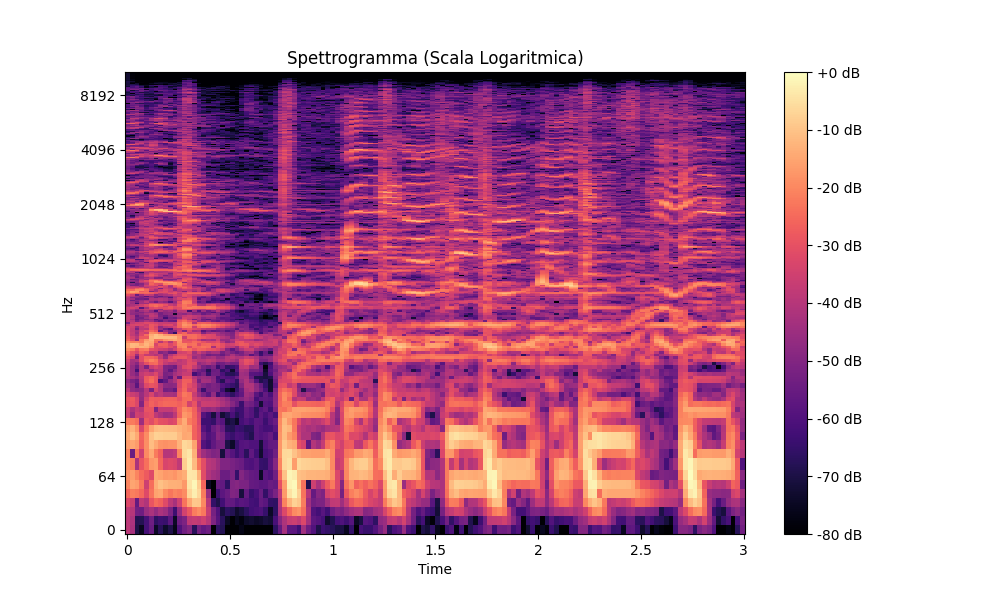 Spettrogramma (Scala Logaritmica)
Hz
8192
4096
2048
1024
512
256
128
64
0
0 0.5 1 1.5 2 2.5 3
Time
+0 dB
-10 dB
-20 dB
-30 dB
-40 dB
-50 dB
-60 dB
-70 dB
-80 dB